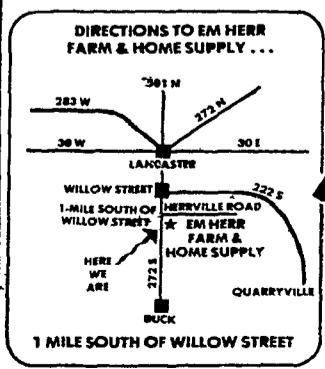 DIRECTIONS TO EM HERR
FARM & HOME SUPPLY . . .
501 N
283 W
272 N
30 W
30 E
LANCASTER
WILLOW STREET
222 S
1-MILE SOUTH OF
WILLOW STREET
HERRVILLE ROAD
★ EM HERR
FARM &
HOME SUPPLY
HERE
WE
ARE
272 S
QUARRYVILLE
BUCK
1 MILE SOUTH OF WILLOW STREET